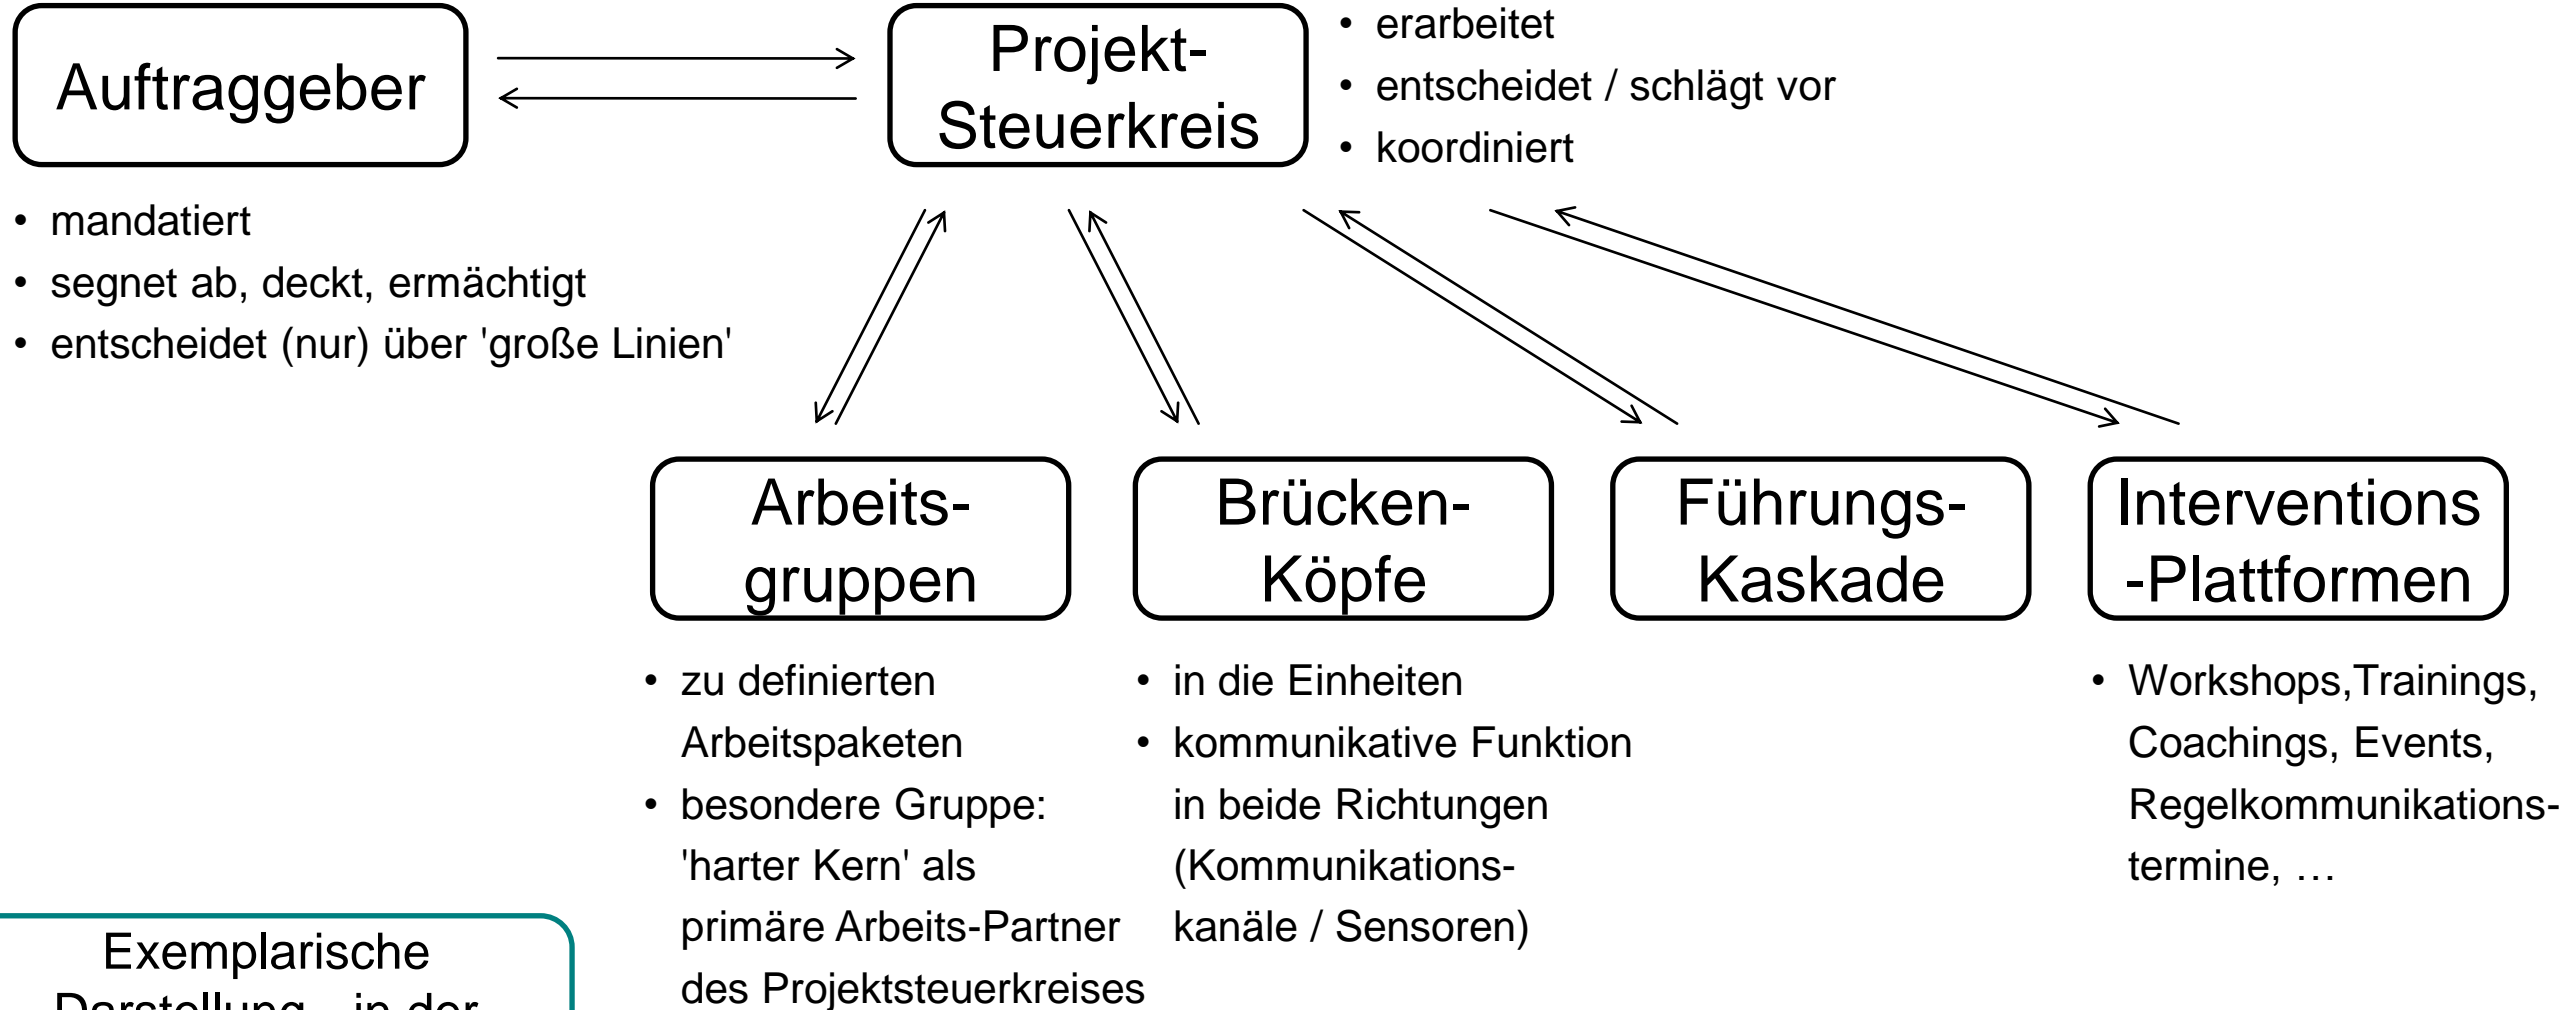 Auftraggeber
Projekt-
Steuerkreis
• erarbeitet
• entscheidet / schlägt vor
• koordiniert
• mandatiert
• segnet ab, deckt, ermächtigt
• entscheidet (nur) über 'große Linien'
Arbeits-
gruppen
Brücken-
Köpfe
Führungs-
Kaskade
Interventions
-Plattformen
• zu definierten
Arbeitspaketen
• besondere Gruppe:
'harter Kern' als
primäre Arbeits-Partner
des Projektsteuerkreises
• in die Einheiten
• kommunikative Funktion
in beide Richtungen
(Kommunikations-
kanäle / Sensoren)
• Workshops,Trainings,
Coachings, Events,
Regelkommunikations-
termine, …
Exemplarische
Darstellung - in der